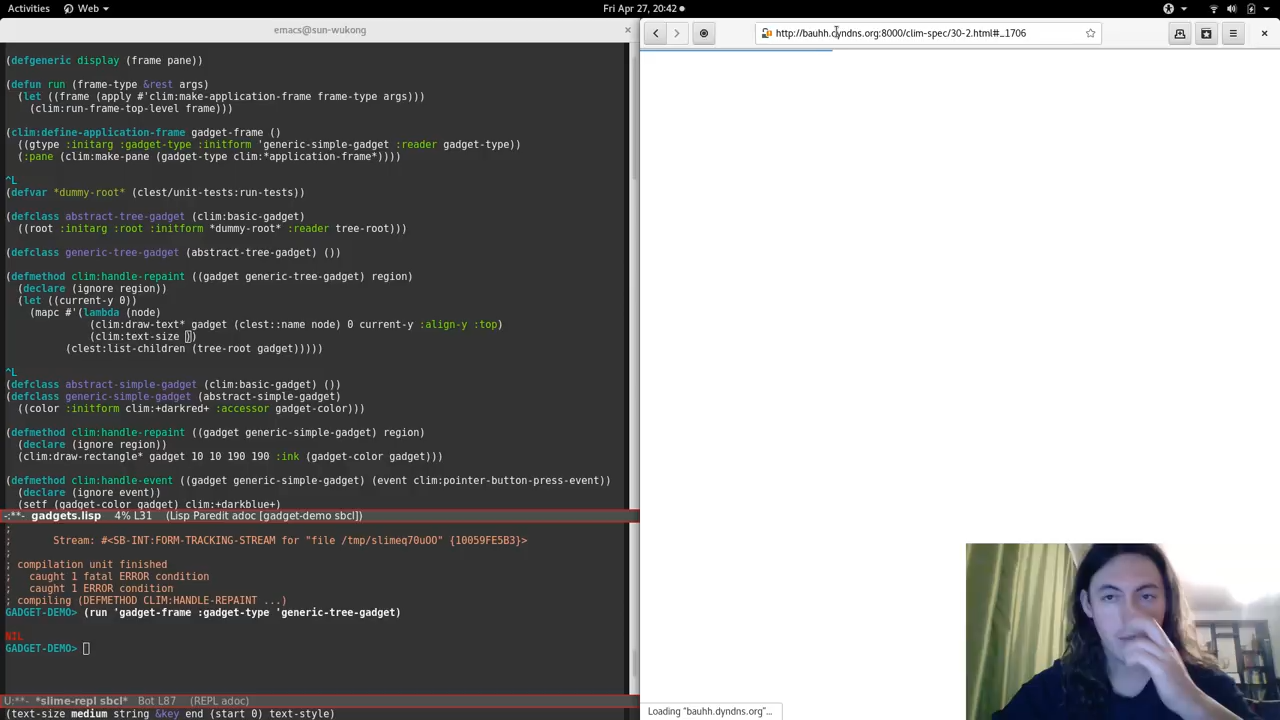 Activities
Web
Fri Apr 27, 20:42
emacs@sun-wukong
http://bauhh.dyndns.org:8000/clim-spec/30-2.html#_1706
(defgeneric display (frame pane))
(defun run (frame-type &rest args)
(let ((frame (apply #'clim:make-application-frame frame-type args)))
(clim:run-frame-top-level frame)))
(clim:define-application-frame gadget-frame ()
((gtype :initarg :gadget-type :initform 'generic-simple-gadget :reader gadget-type))
(:pane (clim:make-pane (gadget-type clim:*application-frame*))))
^L
(defvar *dummy-root* (clest/unit-tests:run-tests))
(defclass abstract-tree-gadget (clim:basic-gadget)
((root :initarg :root :initform *dummy-root* :reader tree-root)))
(defclass generic-tree-gadget (abstract-tree-gadget) ())
(defmethod clim:handle-repaint ((gadget generic-tree-gadget) region)
(declare (ignore region))
(let ((current-y 0))
(mapc #'(lambda (node)
(clim:draw-text* gadget (clest::name node) 0 current-y :align-y :top)
(clim:text-size ))
(clest:list-children (tree-root gadget)))))
^L
(defclass abstract-simple-gadget (clim:basic-gadget) ())
(defclass generic-simple-gadget (abstract-simple-gadget)
((color :initform clim:+darkred+ :accessor gadget-color)))
(defmethod clim:handle-repaint ((gadget generic-simple-gadget) region)
(declare (ignore region))
(clim:draw-rectangle* gadget 10 10 190 190 :ink (gadget-color gadget)))
(defmethod clim:handle-event ((gadget generic-simple-gadget) (event clim:pointer-button-press-event))
(declare (ignore event))
(setf (gadget-color gadget) clim:+darkblue+)
-:**- gadgets.lisp 4% L31 (Lisp Paredit adoc [gadget-demo sbcl])
;
; Stream: #<SB-INT:FORM-TRACKING-STREAM for "file /tmp/slimeq70uOO" {10059FE5B3}>
;
; compilation unit finished
; caught 1 fatal ERROR condition
; caught 1 ERROR condition
; compiling (DEFMETHOD CLIM:HANDLE-REPAINT ...)
GADGET-DEMO> (run 'gadget-frame :gadget-type 'generic-tree-gadget)
NIL
GADGET-DEMO>
U:**- *slime-repl sbcl* Bot L87 (REPL adoc)
(text-size medium string &key end (start 0) text-style)
Loading "bauhh.dyndns.org"...